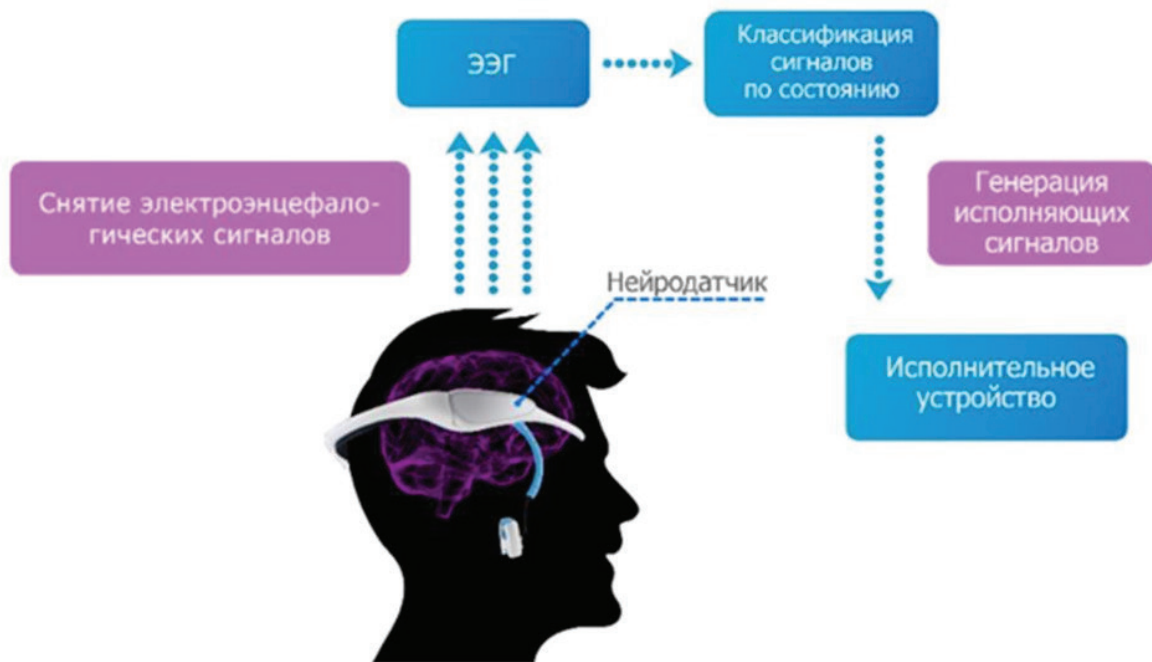 ЭЭГ
Классификация
сигналов
по состоянию
Снятие электроэнцефало-
гических сигналов
Генерация
исполняющих
сигналов
Нейродатчик
Исполнительное
устройство